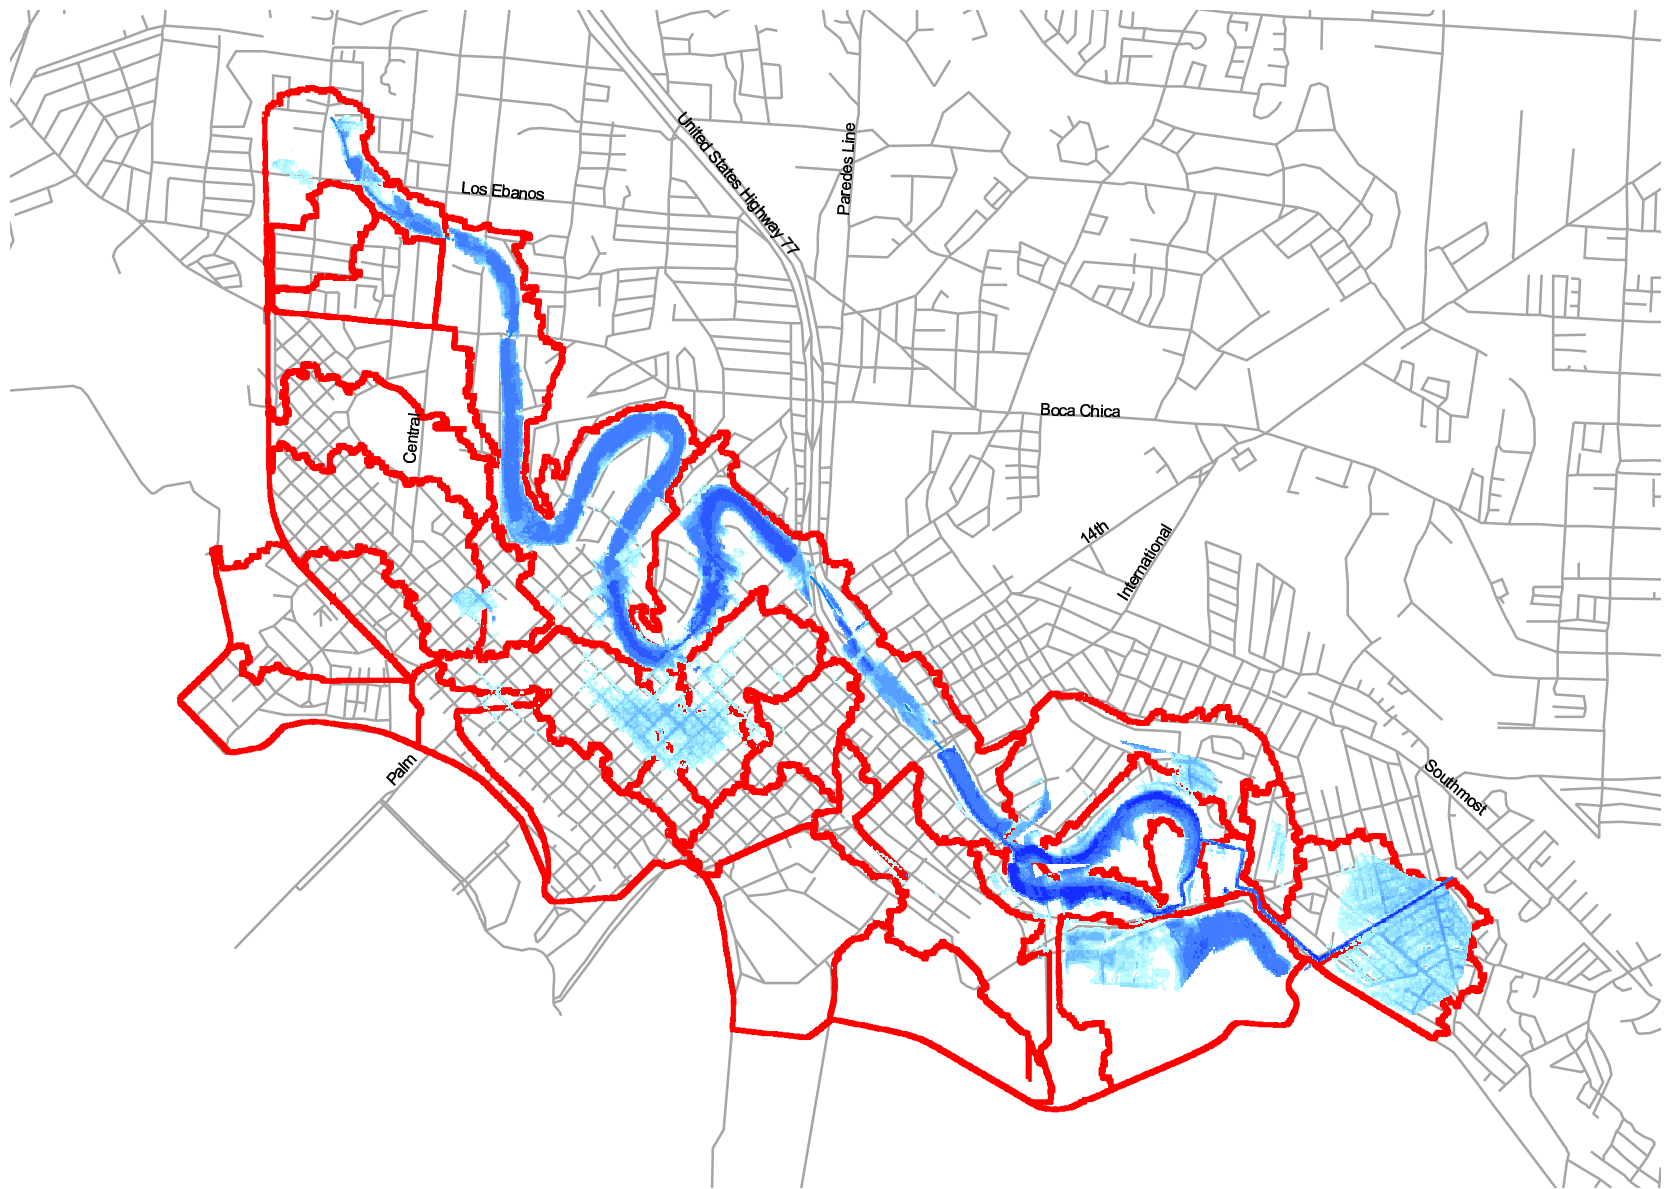 United States Highway 77
Paredes Line
Los Ebanos
Boca Chica
Central
14th
International
Palm
Southmost